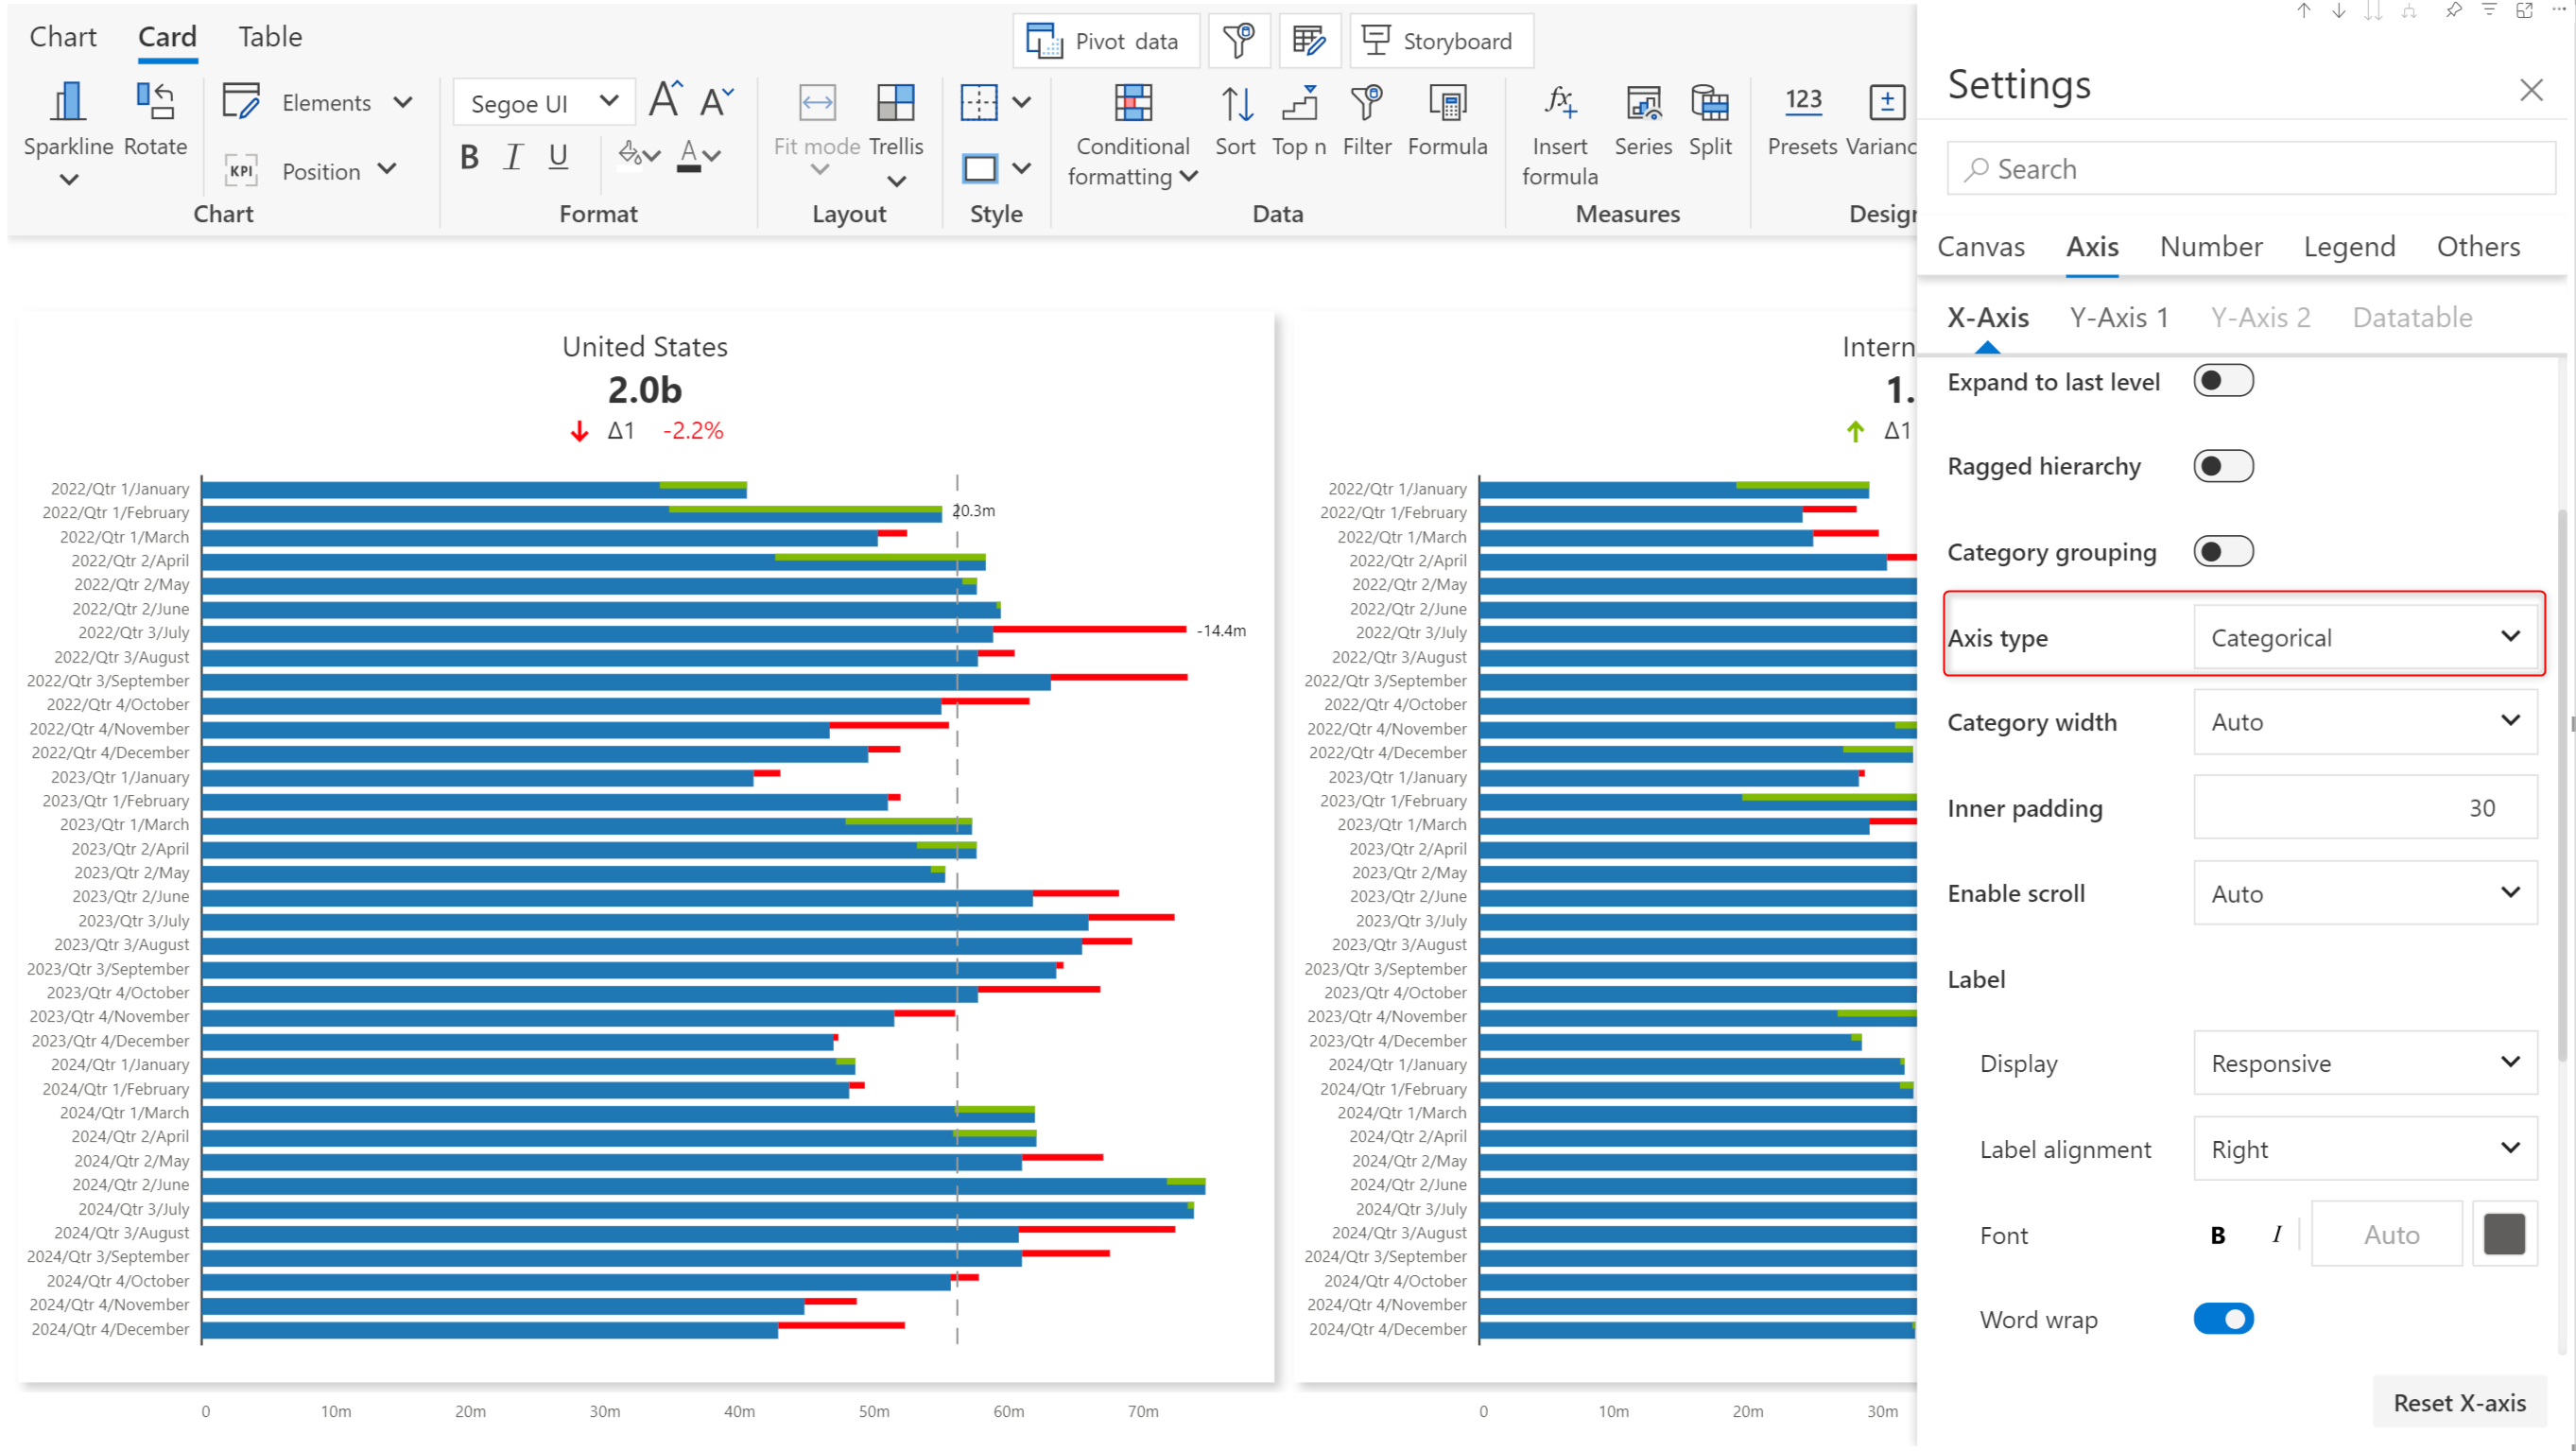 Chart Card Table
Pivot data Storyboard
Sparkline Rotate
Elements
KPI Position
Segoe UI A A
B I U A
Fit mode Trellis
Conditional formatting
Sort Top n Filter Formula
fx Insert formula
Series Split
123 Presets Varianc
Chart Format Layout Style Data Measures Design
United States
2.0b
Δ1 -2.2%
2022/Qtr 1/January
2022/Qtr 1/February 20.3m
2022/Qtr 1/March
2022/Qtr 2/April
2022/Qtr 2/May
2022/Qtr 2/June
2022/Qtr 3/July -14.4m
2022/Qtr 3/August
2022/Qtr 3/September
2022/Qtr 4/October
2022/Qtr 4/November
2022/Qtr 4/December
2023/Qtr 1/January
2023/Qtr 1/February
2023/Qtr 1/March
2023/Qtr 2/April
2023/Qtr 2/May
2023/Qtr 2/June
2023/Qtr 3/July
2023/Qtr 3/August
2023/Qtr 3/September
2023/Qtr 4/October
2023/Qtr 4/November
2023/Qtr 4/December
2024/Qtr 1/January
2024/Qtr 1/February
2024/Qtr 1/March
2024/Qtr 2/April
2024/Qtr 2/May
2024/Qtr 2/June
2024/Qtr 3/July
2024/Qtr 3/August
2024/Qtr 3/September
2024/Qtr 4/October
2024/Qtr 4/November
2024/Qtr 4/December
0 10m 20m 30m 40m 50m 60m 70m
Intern
1.
Δ1
2022/Qtr 1/January
2022/Qtr 1/February
2022/Qtr 1/March
2022/Qtr 2/April
2022/Qtr 2/May
2022/Qtr 2/June
2022/Qtr 3/July
2022/Qtr 3/August
2022/Qtr 3/September
2022/Qtr 4/October
2022/Qtr 4/November
2022/Qtr 4/December
2023/Qtr 1/January
2023/Qtr 1/February
2023/Qtr 1/March
2023/Qtr 2/April
2023/Qtr 2/May
2023/Qtr 2/June
2023/Qtr 3/July
2023/Qtr 3/August
2023/Qtr 3/September
2023/Qtr 4/October
2023/Qtr 4/November
2023/Qtr 4/December
2024/Qtr 1/January
2024/Qtr 1/February
2024/Qtr 1/March
2024/Qtr 2/April
2024/Qtr 2/May
2024/Qtr 2/June
2024/Qtr 3/July
2024/Qtr 3/August
2024/Qtr 3/September
2024/Qtr 4/October
2024/Qtr 4/November
2024/Qtr 4/December
0 10m 20m 30m
Settings
Search
Canvas Axis Number Legend Others
X-Axis Y-Axis 1 Y-Axis 2 Datatable
Expand to last level
Ragged hierarchy
Category grouping
Axis type Categorical
Category width Auto
Inner padding 30
Enable scroll Auto
Label
Display Responsive
Label alignment Right
Font B I Auto
Word wrap
Reset X-axis